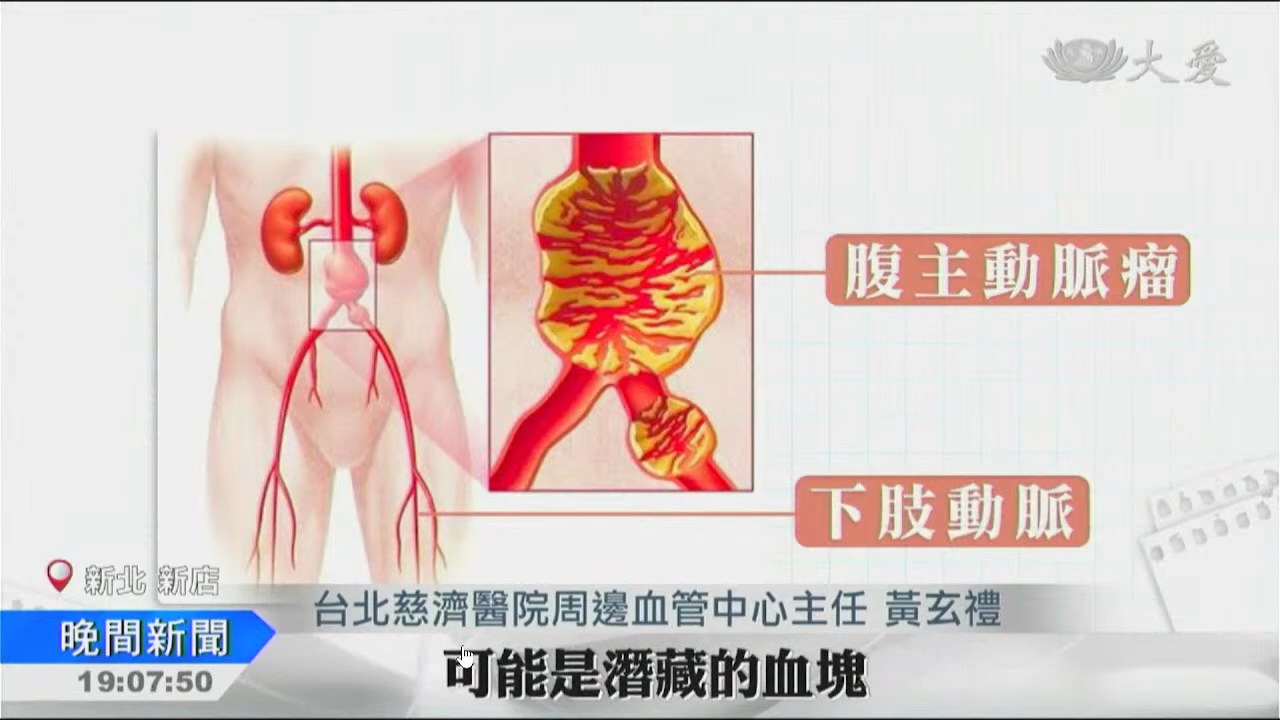 大愛
腹主動脈瘤
下肢動脈
新北 新店
台北慈濟醫院周邊血管中心主任 黃玄禮
晚間新聞
可能是潛藏的血塊
19:07:50